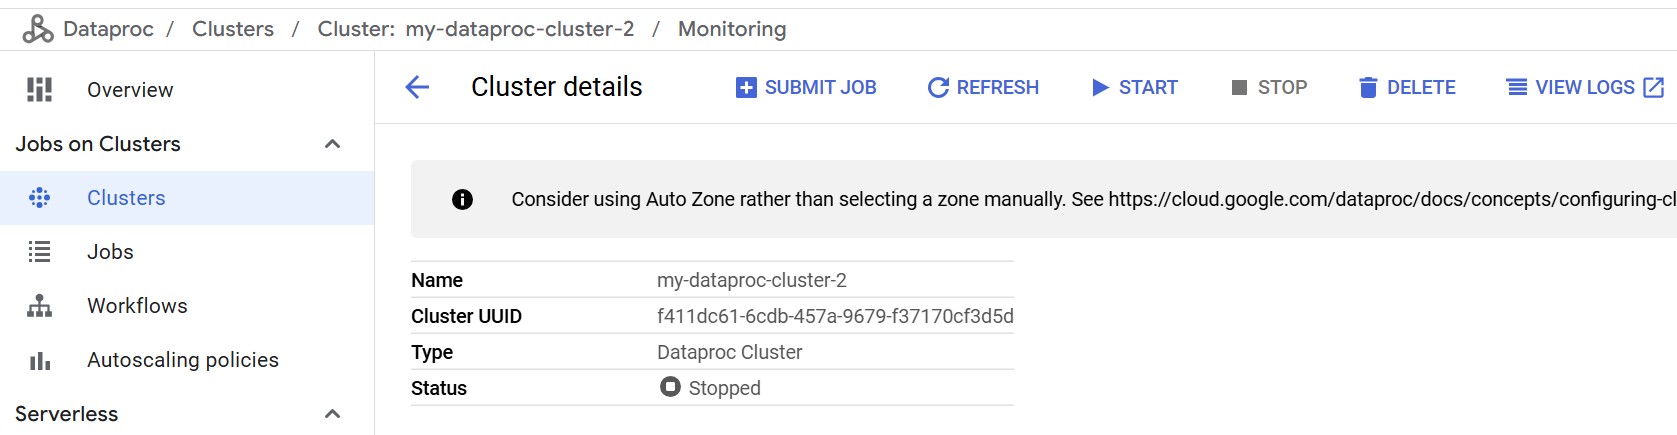 Dataproc / Clusters / Cluster: my-dataproc-cluster-2 / Monitoring
Overview
Jobs on Clusters
Clusters
Jobs
Workflows
Autoscaling policies
Serverless
Cluster details SUBMIT JOB REFRESH START STOP DELETE VIEW LOGS
Consider using Auto Zone rather than selecting a zone manually. See https://cloud.google.com/dataproc/docs/concepts/configuring-cl
Name my-dataproc-cluster-2
Cluster UUID f411dc61-6cdb-457a-9679-f37170cf3d5d
Type Dataproc Cluster
Status Stopped